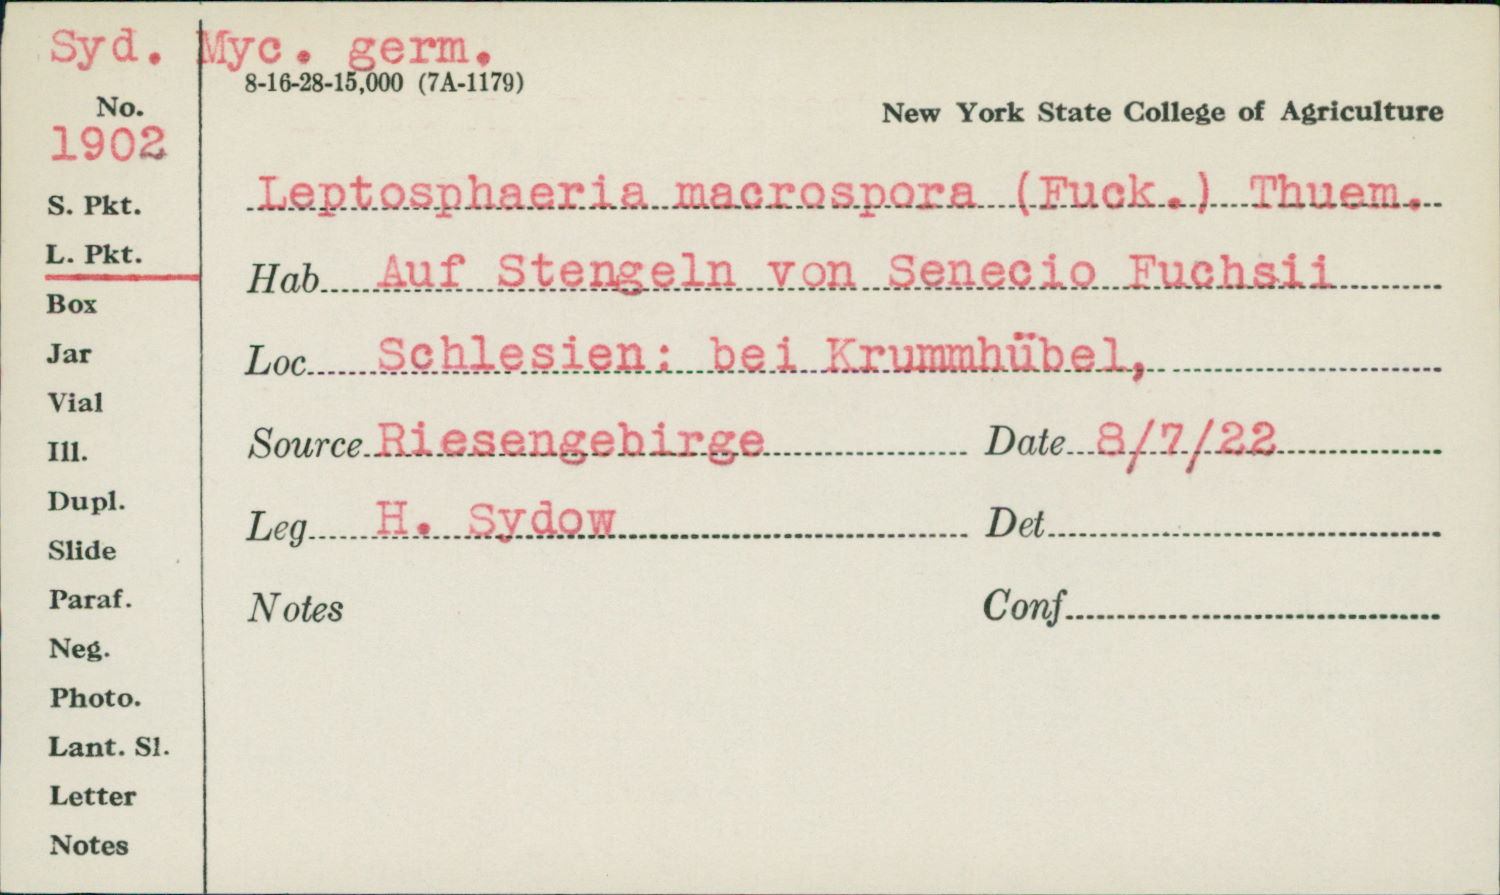 Syd. Myc. germ.
8-16-28-15,000 (7A-1179)
No.
1902
New York State College of Agriculture
S. Pkt.
Leptosphaeria macrospora (Fuck.) Thuem.
L. Pkt.
Hab Auf Stengeln von Senecio Fuchsii
Box
Jar
Loc Schlesien: bei Krummhübel,
Vial
Ill.
Source Riesengebirge Date 8/7/22
Dupl.
Leg H. Sydow Det
Slide
Paraf.
Notes Conf
Neg.
Photo.
Lant. Sl.
Letter
Notes